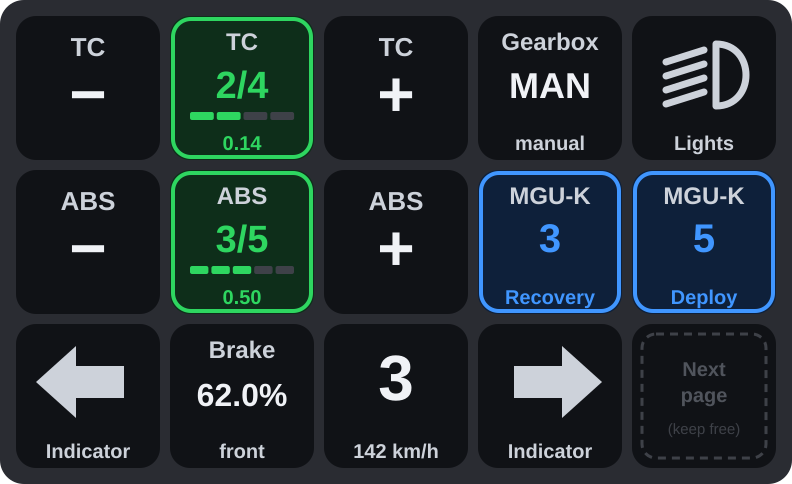 TC
−
TC
2/4
0.14
TC
+
Gearbox
MAN
manual
Lights
ABS
−
ABS
3/5
0.50
ABS
+
MGU-K
3
Recovery
MGU-K
5
Deploy
Indicator
Brake
62.0%
front
3
142 km/h
Indicator
Next
page
(keep free)